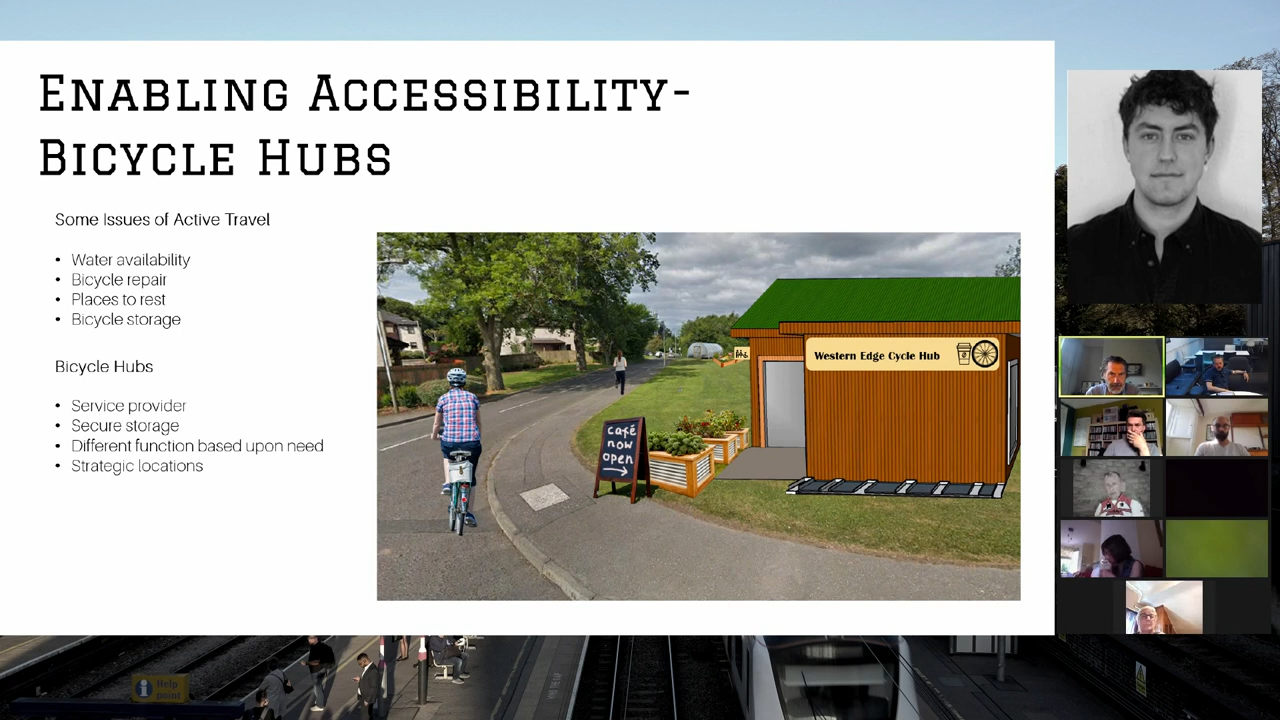 Enabling Accessibility-
Bicycle Hubs
Some Issues of Active Travel
• Water availability
• Bicycle repair
• Places to rest
• Bicycle storage
Bicycle Hubs
• Service provider
• Secure storage
• Different function based upon need
• Strategic locations
Western Edge Cycle Hub
café
now
open
Help
point